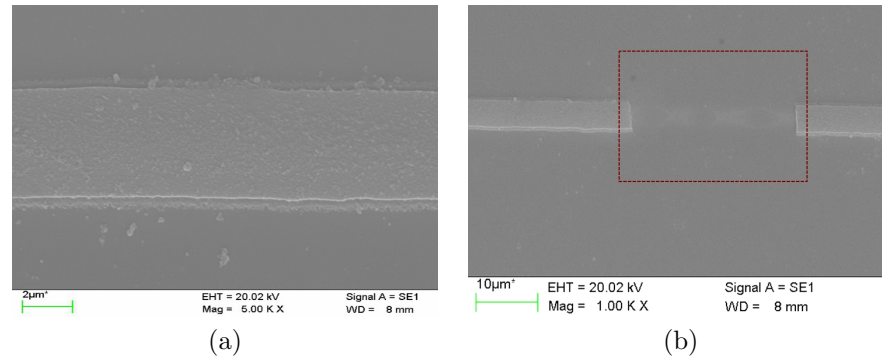 2µm*
EHT = 20.02 kV
Signal A = SE1
Mag = 5.00 K X
WD = 8 mm
(a)
10µm*
EHT = 20.02 kV
Signal A = SE1
Mag = 1.00 K X
WD = 8 mm
(b)